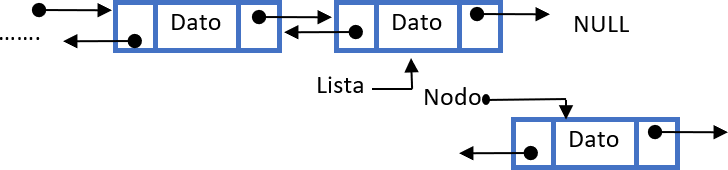 Dato Dato
....... NULL
Lista Nodo
Dato